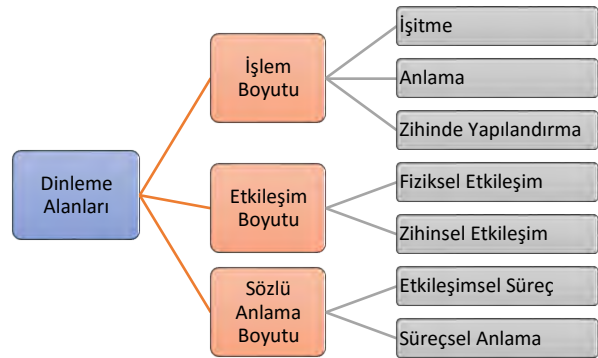 Dinleme
Alanları
İşlem
Boyutu
İşitme
Anlama
Zihinde Yapılandırma
Etkileşim
Boyutu
Fiziksel Etkileşim
Zihinsel Etkileşim
Sözlü
Anlama
Boyutu
Etkileşimsel Süreç
Süreçsel Anlama